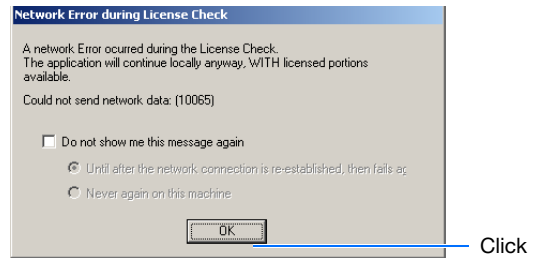 Network Error during License Check
A network Error ocurred during the License Check.
The application will continue locally anyway, WITH licensed portions
available.
Could not send network data: (10065)
Do not show me this message again
Until after the network connection is re-established, then fails ag
Never again on this machine
OK
Click